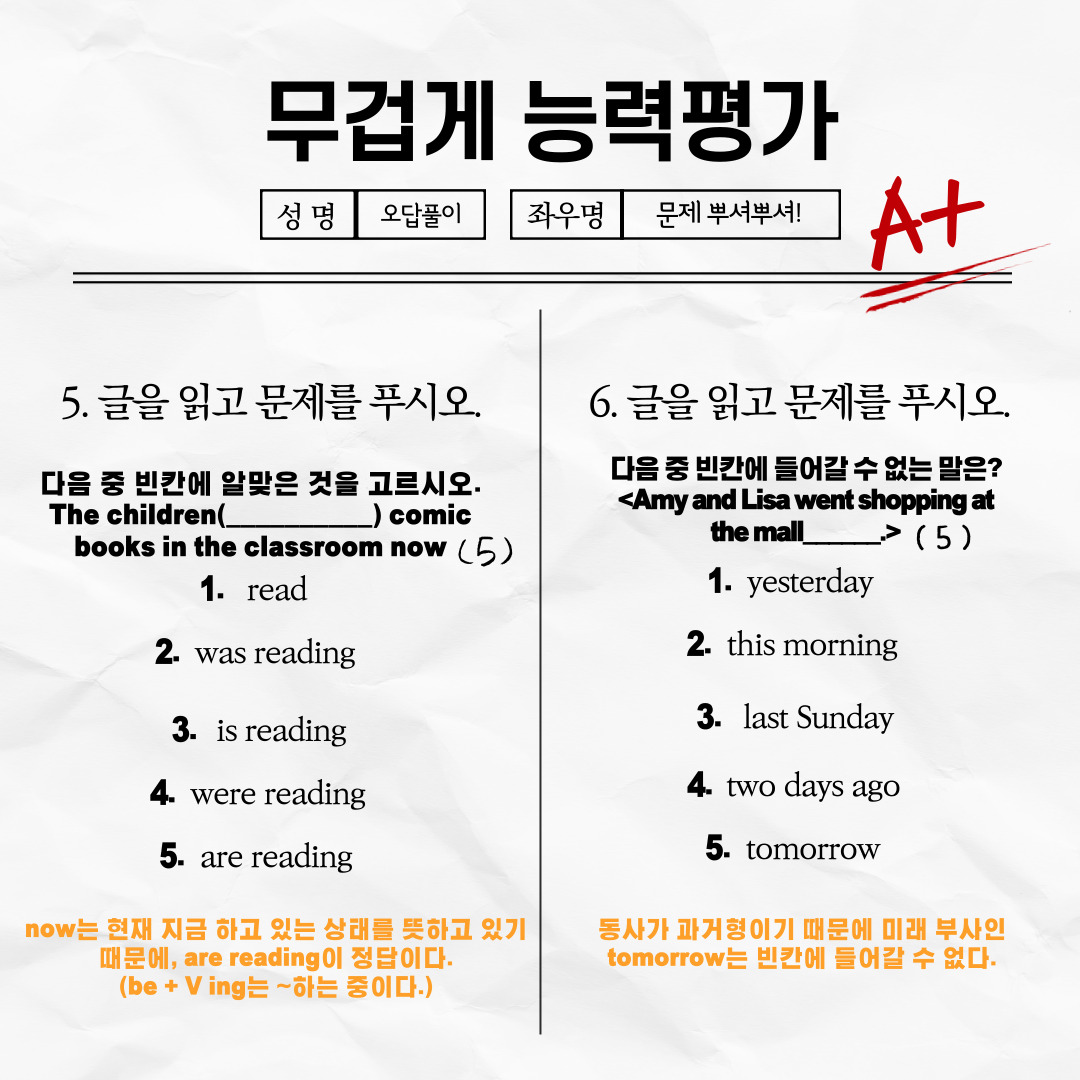 무겁게 능력평가
성 명 오답풀이 좌우명 문제 뿌셔뿌셔!
A+
5. 글을 읽고 문제를 푸시오.
다음 중 빈칸에 알맞은 것을 고르시오.
The children(___________) comic
books in the classroom now (5)
1. read
2. was reading
3. is reading
4. were reading
5. are reading
now는 현재 지금 하고 있는 상태를 뜻하고 있기
때문에, are reading이 정답이다.
(be + V ing는 ~하는 중이다.)
6. 글을 읽고 문제를 푸시오.
다음 중 빈칸에 들어갈 수 없는 말은?
<Amy and Lisa went shopping at
the mall______.> ( 5 )
1. yesterday
2. this morning
3. last Sunday
4. two days ago
5. tomorrow
동사가 과거형이기 때문에 미래 부사인
tomorrow는 빈칸에 들어갈 수 없다.